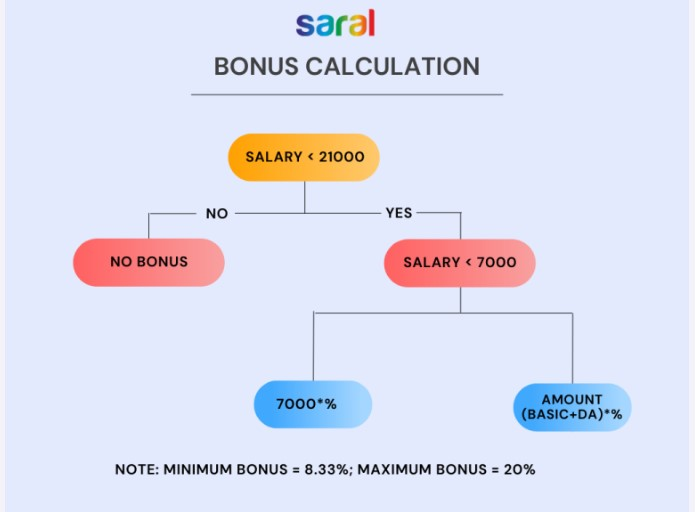 saral
BONUS CALCULATION
SALARY < 21000
NO
YES
NO BONUS
SALARY < 7000
7000*%
AMOUNT
(BASIC+DA)*%
NOTE: MINIMUM BONUS = 8.33%; MAXIMUM BONUS = 20%